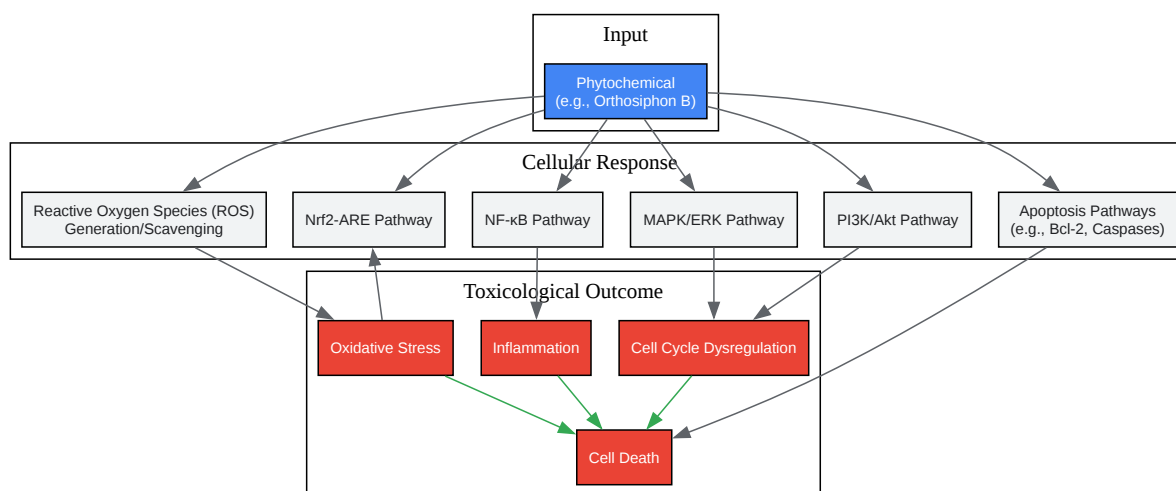 Input
Phytochemical
(e.g., Orthosiphon B)
Cellular Response
Reactive Oxygen Species (ROS)
Generation/Scavenging
Nrf2-ARE Pathway
NF-κB Pathway
MAPK/ERK Pathway
PI3K/Akt Pathway
Apoptosis Pathways
(e.g., Bcl-2, Caspases)
Toxicological Outcome
Oxidative Stress
Inflammation
Cell Cycle Dysregulation
Cell Death